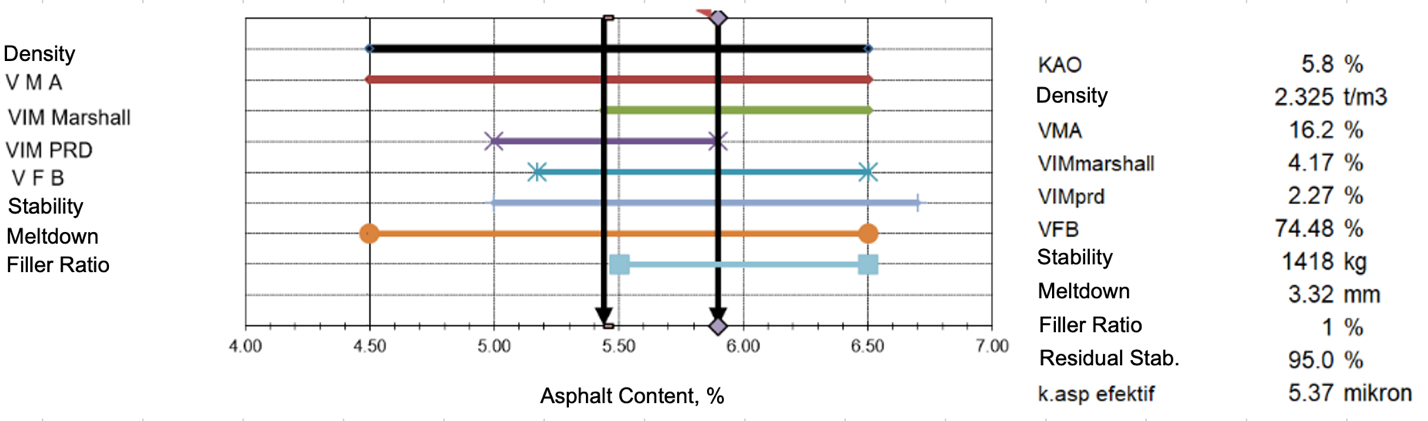 Density
V M A
VIM Marshall
VIM PRD
V F B
Stability
Meltdown
Filler Ratio
4.00 4.50 5.00 5.50 6.00 6.50 7.00
Asphalt Content, %
KAO 5.8 %
Density 2.325 t/m3
VMA 16.2 %
VIMmarshall 4.17 %
VIMprd 2.27 %
VFB 74.48 %
Stability 1418 kg
Meltdown 3.32 mm
Filler Ratio 1 %
Residual Stab. 95.0 %
k.asp efektif 5.37 mikron